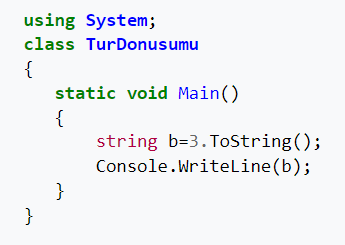 using System;
class TurDonusumu
{
   static void Main()
   {
       string b=3.ToString();
       Console.WriteLine(b);
   }
}